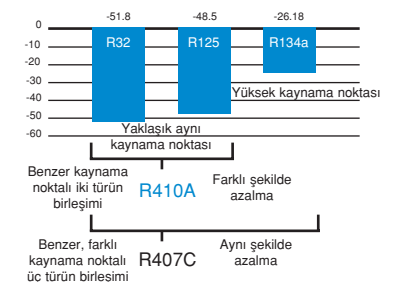 -51.8 -48.5 -26.18
0
-10 R32 R125 R134a
-20
-30 Yüksek kaynama noktası
-40
-50
-60 Yaklaşık aynı
kaynama noktası
Benzer kaynama
noktalı iki türün
birleşimi
R410A
Farklı şekilde
azalma
Benzer, farklı
kaynama noktalı
üc türün birlesimi
R407C
Aynı şekilde
azalma